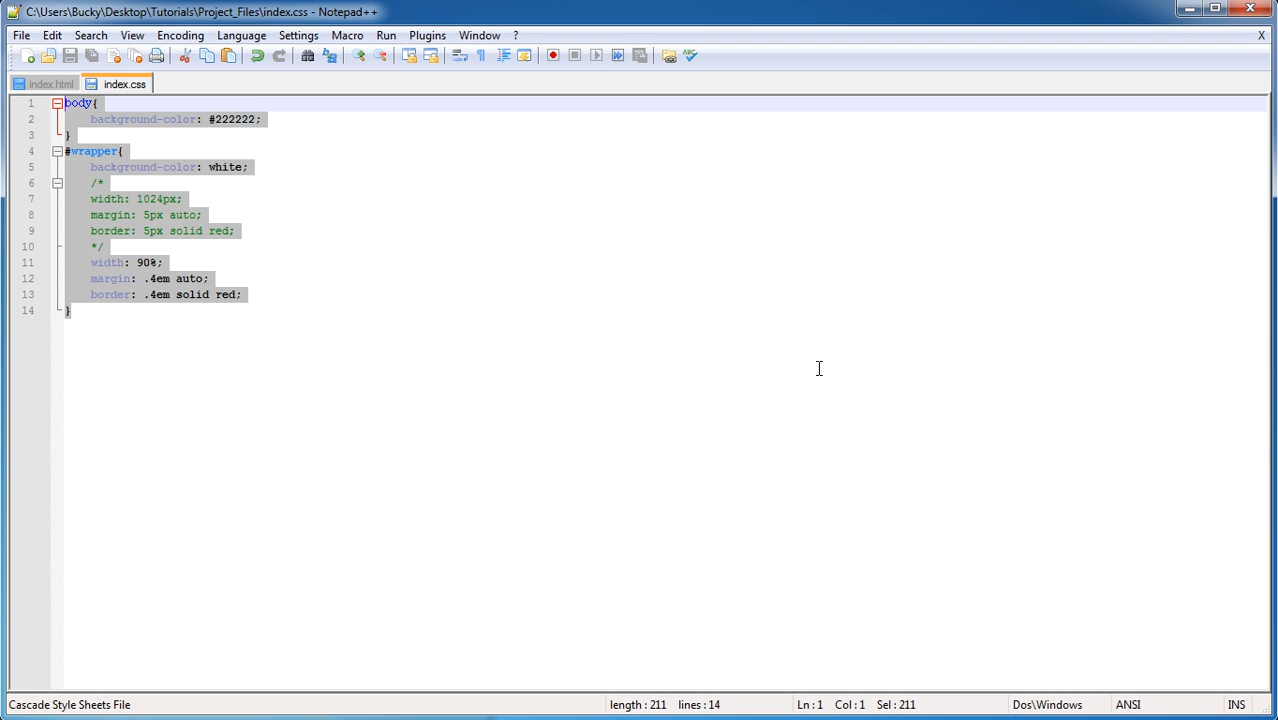 C:\Users\Bucky\Desktop\Tutorials\Project_Files\index.css - Notepad++
File Edit Search View Encoding Language Settings Macro Run Plugins Window ? X
index.html index.css
1 body{
2 background-color: #222222;
3 }
4 #wrapper{
5 background-color: white;
6 /*
7 width: 1024px;
8 margin: 5px auto;
9 border: 5px solid red;
10 */
11 width: 90%;
12 margin: .4em auto;
13 border: .4em solid red;
14 }
Cascade Style Sheets File length : 211 lines : 14 Ln : 1 Col : 1 Sel : 211 Dos\Windows ANSI INS